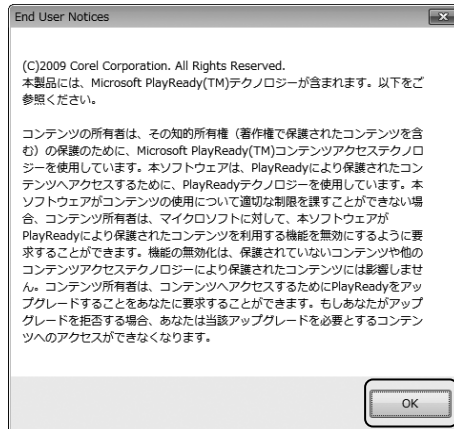 End User Notices
(C)2009 Corel Corporation. All Rights Reserved.
本製品には、Microsoft PlayReady(TM)テクノロジーが含まれます。以下をご
参照ください。
コンテンツの所有者は、その知的所有権（著作権で保護されたコンテンツを含
む）の保護のために、Microsoft PlayReady(TM)コンテンツアクセステクノロ
ジーを使用しています。本ソフトウェアは、PlayReadyにより保護されたコン
テンツへアクセスするために、PlayReadyテクノロジーを使用しています。本
ソフトウェアがコンテンツの使用について適切な制限を課すことができない場
合、コンテンツ所有者は、マイクロソフトに対して、本ソフトウェアが
PlayReadyにより保護されたコンテンツを利用する機能を無効にするように要
求することができます。機能の無効化は、保護されていないコンテンツや他の
コンテンツアクセステクノロジーにより保護されたコンテンツには影響しませ
ん。コンテンツ所有者は、コンテンツへアクセスするためにPlayReadyをアッ
プグレードすることをあなたに要求することができます。もしあなたがアップ
グレードを拒否する場合、あなたは当該アップグレードを必要とするコンテン
ツへのアクセスができなくなります。
OK